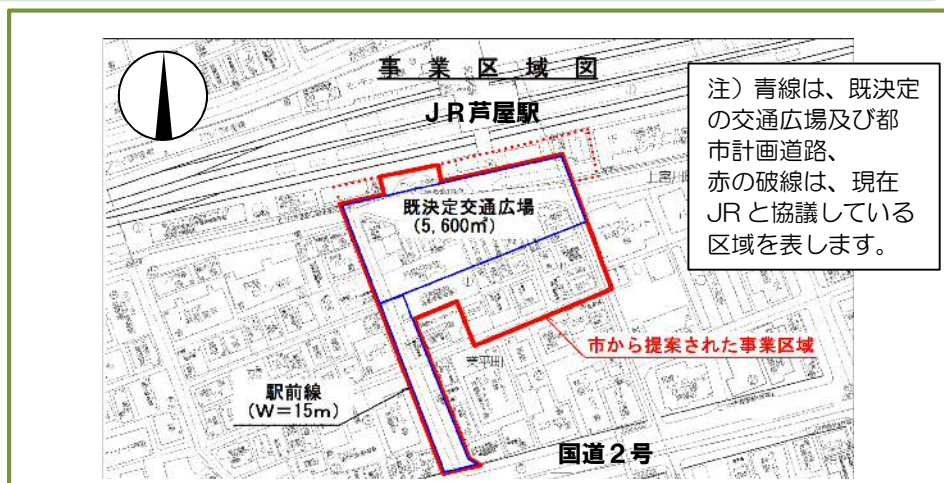 事業区域図
JR芦屋駅
注）青線は、既決定
の交通広場及び都
市計画道路、
赤の破線は、現在
JRと協議している
区域を表します。
既決定交通広場
(5,600㎡)
市から提案された事業区域
駅前線
(W=15m)
国道2号